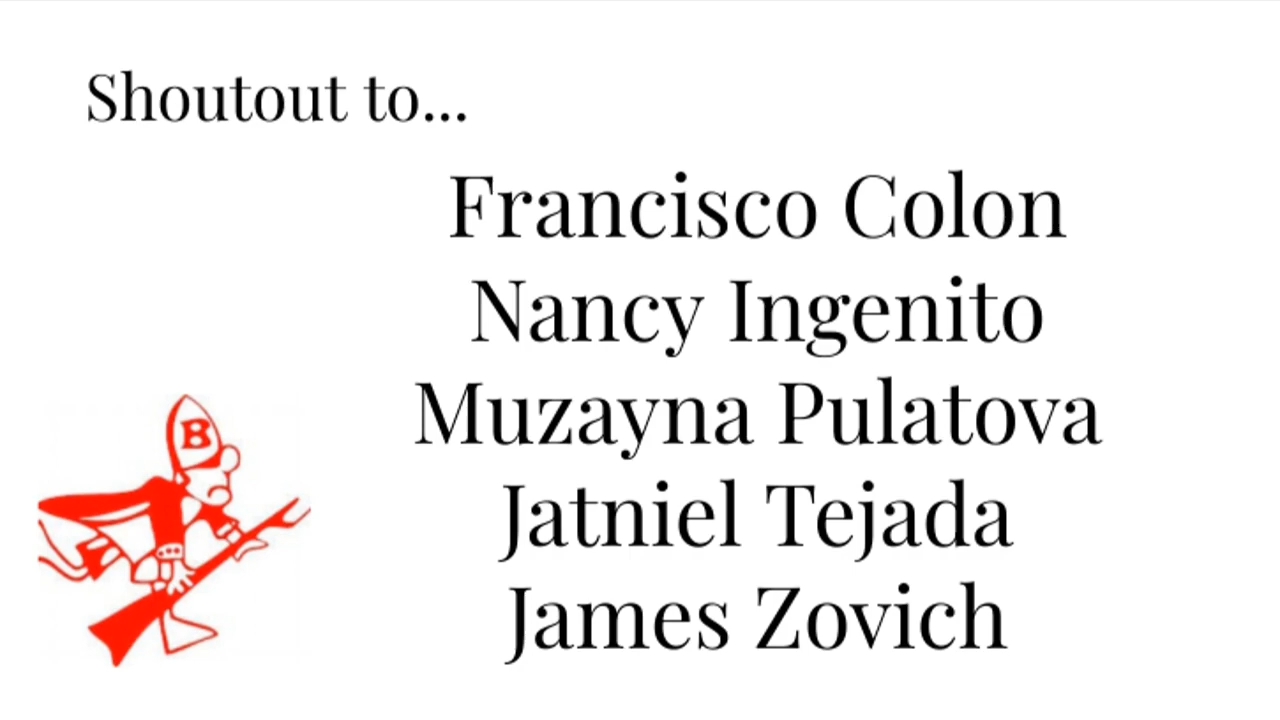 Shoutout to...
Francisco Colon
Nancy Ingenito
Muzayna Pulatova
Jatniel Tejada
James Zovich
B